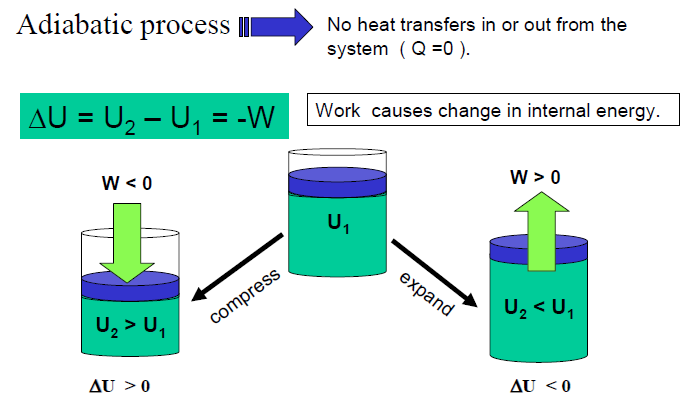 Adiabatic process
No heat transfers in or out from the
system ( Q =0 ).
ΔU = U₂ – U₁ = -W
Work causes change in internal energy.
W < 0
W > 0
U₁
compress
expand
U₂ > U₁
U₂ < U₁
ΔU > 0
ΔU < 0